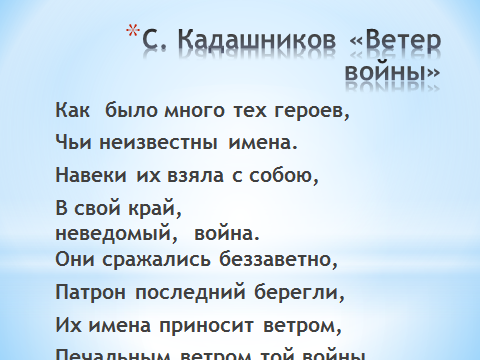 *С. Кадашников «Ветер
войны»
Как было много тех героев,
Чьи неизвестны имена.
Навеки их взяла с собою,
В свой край,
неведомый, война.
Они сражались беззаветно,
Патрон последний берегли,
Их имена приносит ветром,
Печальным ветром той войны